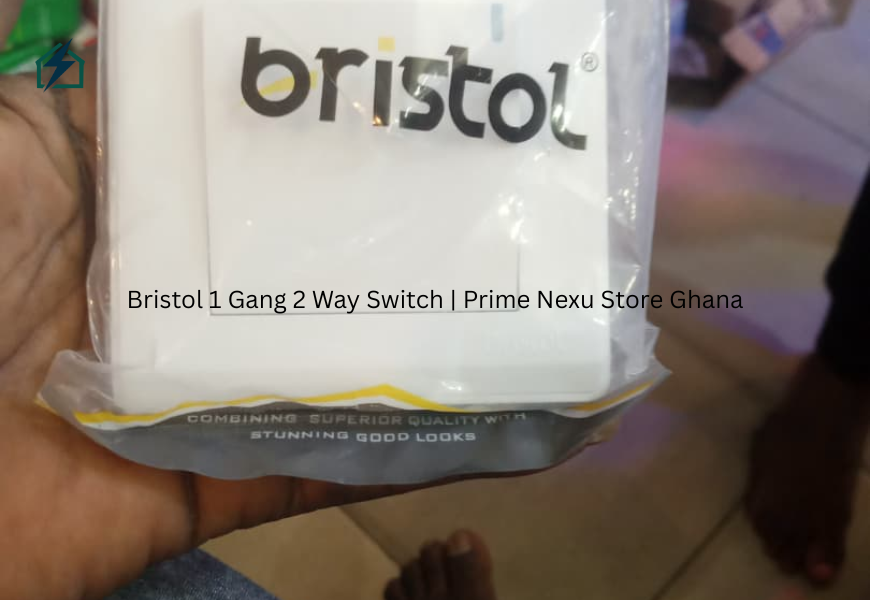 bristol®
Bristol 1 Gang 2 Way Switch | Prime Nexu Store Ghana
COMBINING SUPERIOR QUALITY WITH
STUNNING GOOD LOOKS